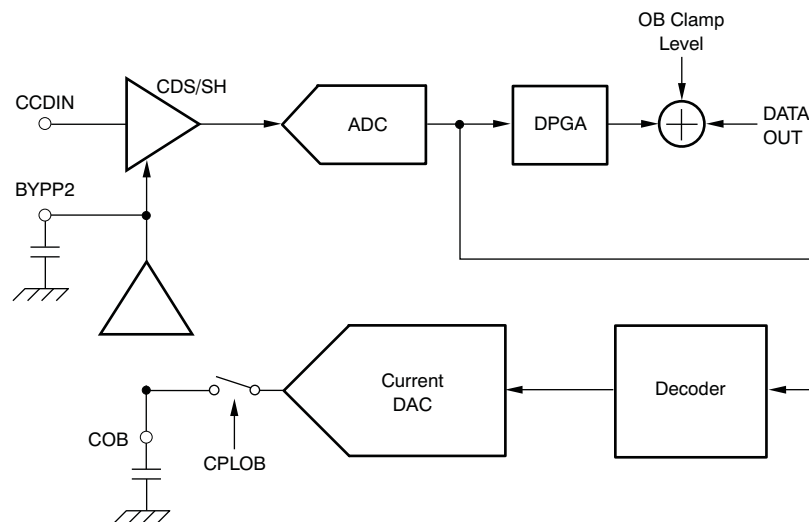 OB Clamp
Level
CDS/SH
CCDIN
ADC
DPGA
DATA
OUT
BYPP2
Current
DAC
Decoder
COB
CPLOB